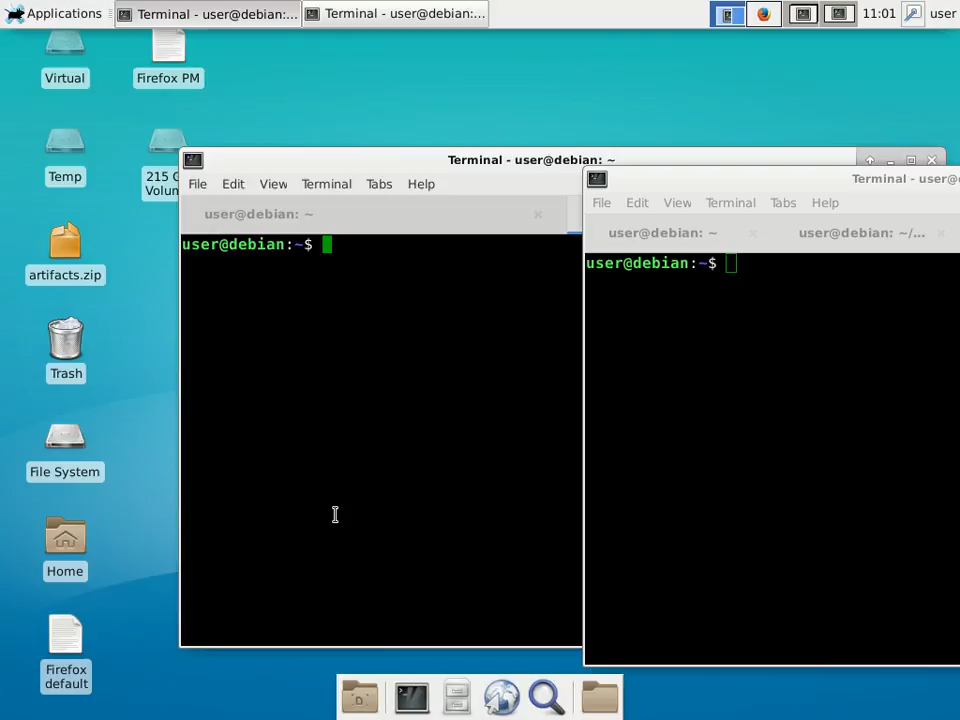 Applications
Terminal - user@debian:...
Terminal - user@debian:...
11:01
user
Virtual
Firefox PM
Temp
215 G
Volun
artifacts.zip
Trash
File System
Home
Firefox
default
Terminal - user@debian: ~
File Edit View Terminal Tabs Help
user@debian: ~
user@debian:~$
Terminal - user@
File Edit View Terminal Tabs Help
user@debian: ~
user@debian: ~/...
user@debian:~$